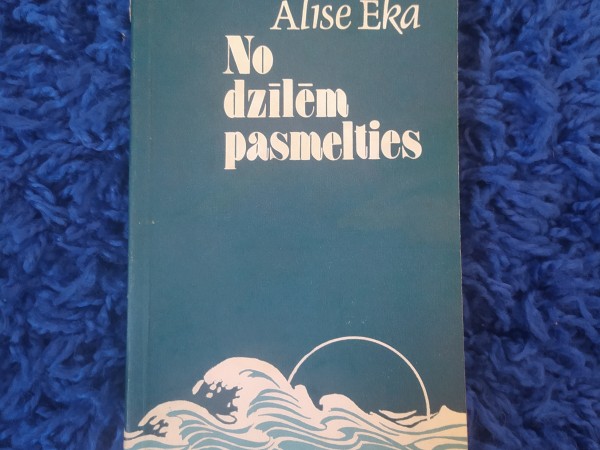 Alise Eka
No
dzīlēm
pasmelties